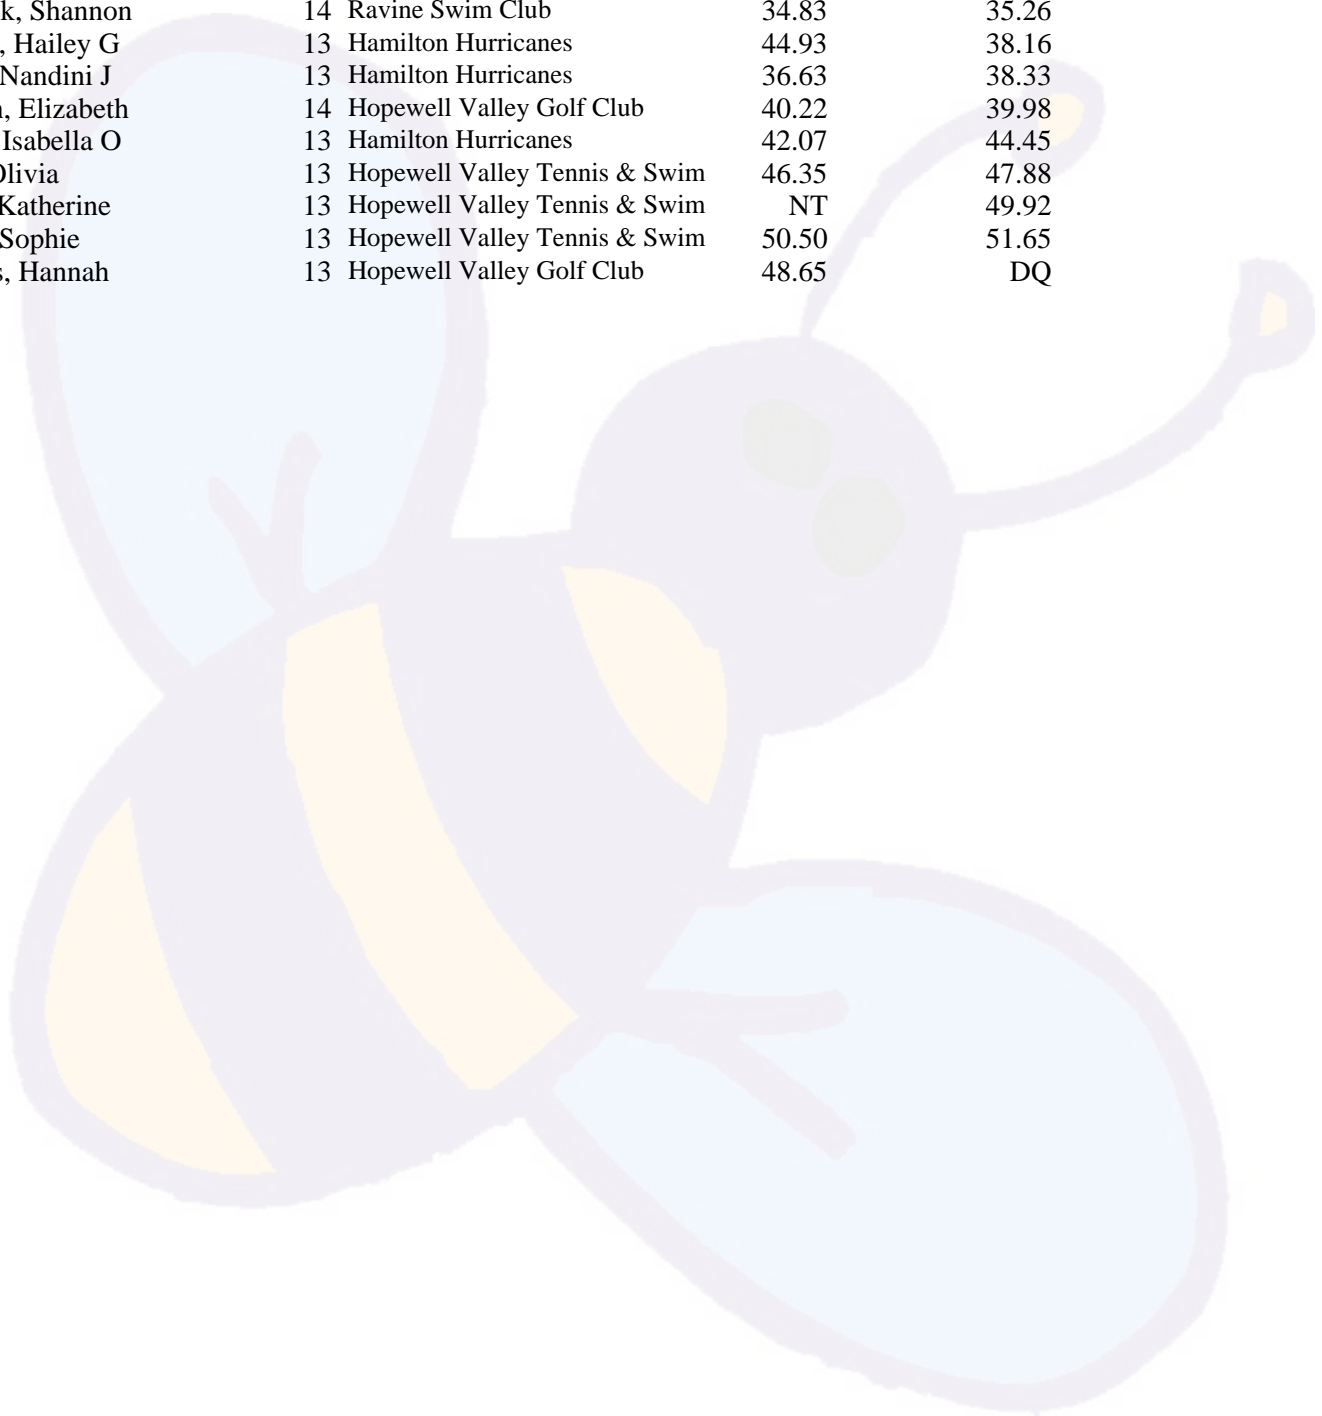 k, Shannon 14 Ravine Swim Club 34.83 35.26
, Hailey G 13 Hamilton Hurricanes 44.93 38.16
Nandini J 13 Hamilton Hurricanes 36.63 38.33
, Elizabeth 14 Hopewell Valley Golf Club 40.22 39.98
Isabella O 13 Hamilton Hurricanes 42.07 44.45
Olivia 13 Hopewell Valley Tennis & Swim 46.35 47.88
Katherine 13 Hopewell Valley Tennis & Swim NT 49.92
Sophie 13 Hopewell Valley Tennis & Swim 50.50 51.65
s, Hannah 13 Hopewell Valley Golf Club 48.65 DQ